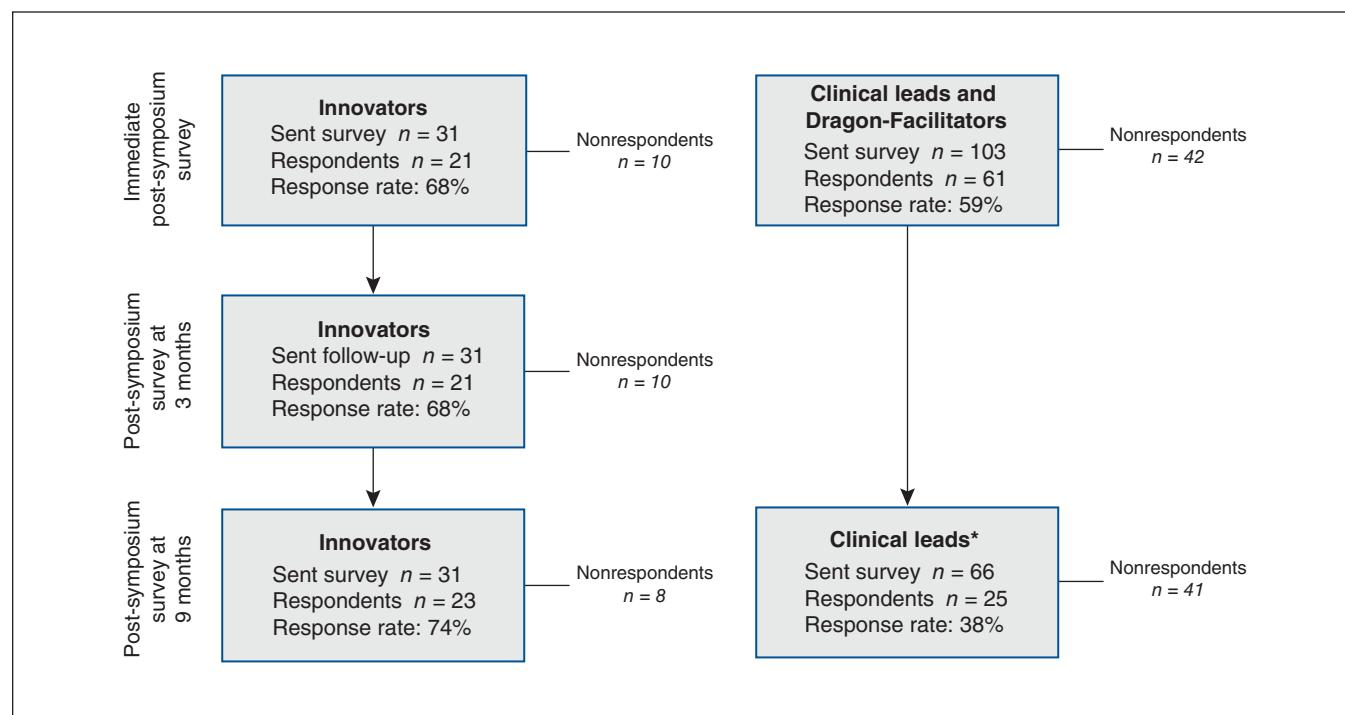 Immediate
post-symposium
survey
Innovators
Sent survey n = 31
Respondents n = 21
Response rate: 68%
Nonrespondents
n = 10
Clinical leads and
Dragon-Facilitators
Sent survey n = 103
Respondents n = 61
Response rate: 59%
Nonrespondents
n = 42
Post-symposium
survey at
3 months
Innovators
Sent follow-up n = 31
Respondents n = 21
Response rate: 68%
Nonrespondents
n = 10
Post-symposium
survey at
9 months
Innovators
Sent survey n = 31
Respondents n = 23
Response rate: 74%
Nonrespondents
n = 8
Clinical leads*
Sent survey n = 66
Respondents n = 25
Response rate: 38%
Nonrespondents
n = 41